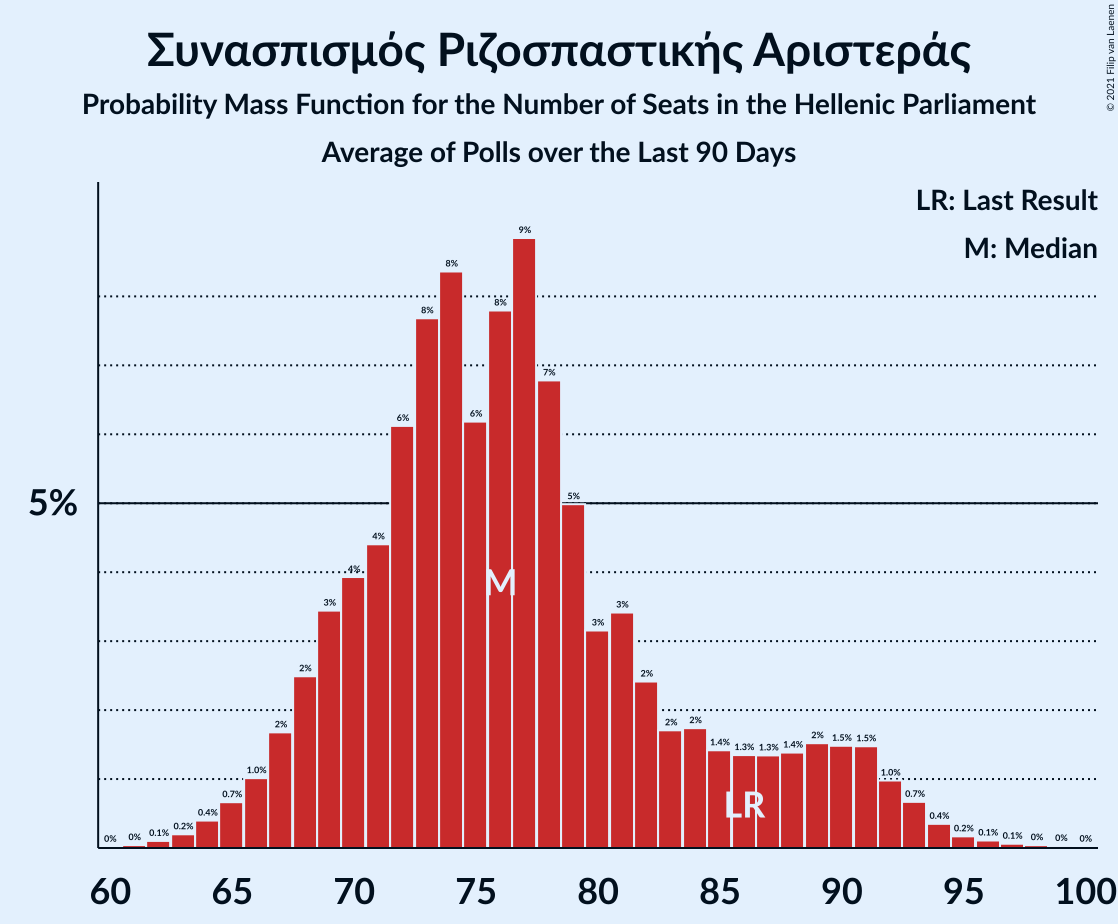 Συνασπισμός Ριζοσπαστικής Αριστεράς
Probability Mass Function for the Number of Seats in the Hellenic Parliament
Average of Polls over the Last 90 Days
© 2021 Filip van Laenen
LR: Last Result
M: Median
5%
0% 0% 0.1% 0.2% 0.4% 0.7% 1.0% 2% 2% 3% 4% 4% 6% 8% 8% 6% 8% 9% 7% 5% 3% 3% 2% 2% 2% 1.4% 1.3% 1.3% 1.4% 2% 1.5% 1.5% 1.0% 0.7% 0.4% 0.2% 0.1% 0.1% 0% 0% 0%
M
LR
60 65 70 75 80 85 90 95 100